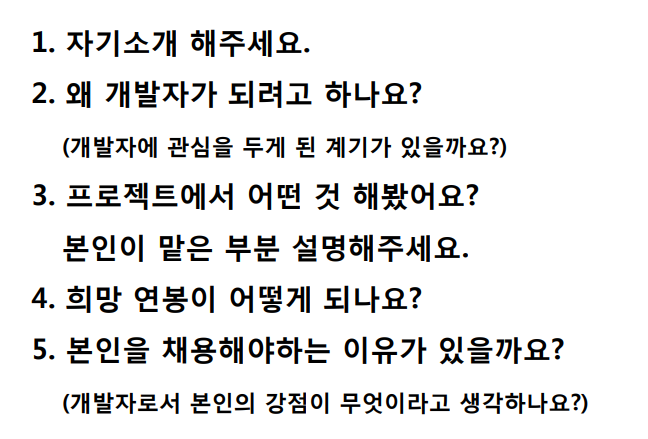 1. 자기소개 해주세요.
2. 왜 개발자가 되려고 하나요?
(개발자에 관심을 두게 된 계기가 있을까요?)
3. 프로젝트에서 어떤 것 해봤어요?
본인이 맡은 부분 설명해주세요.
4. 희망 연봉이 어떻게 되나요?
5. 본인을 채용해야하는 이유가 있을까요?
(개발자로서 본인의 강점이 무엇이라고 생각하나요?)